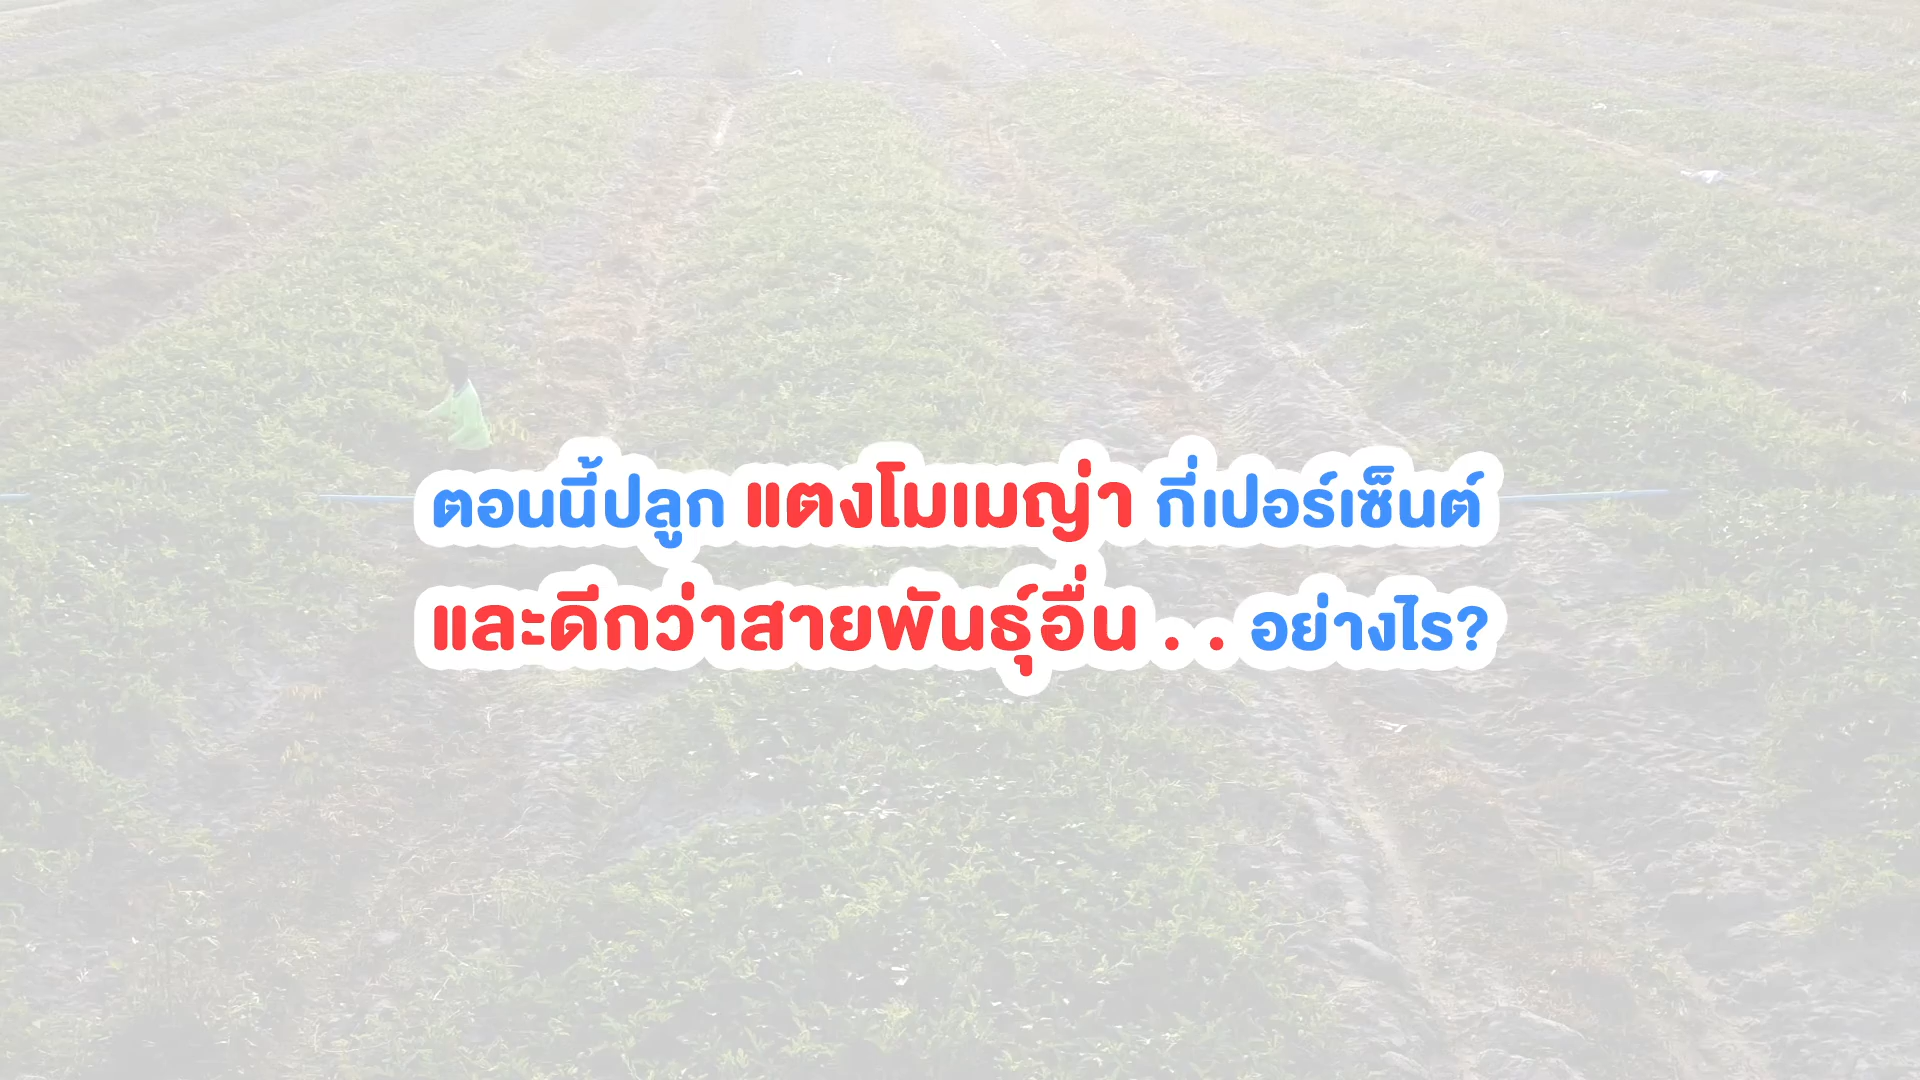 ตอนนี้ปลูก แตงโมเมญ่า กี่เปอร์เซ็นต์
และดีกว่าสายพันธุ์อื่น . . อย่างไร?